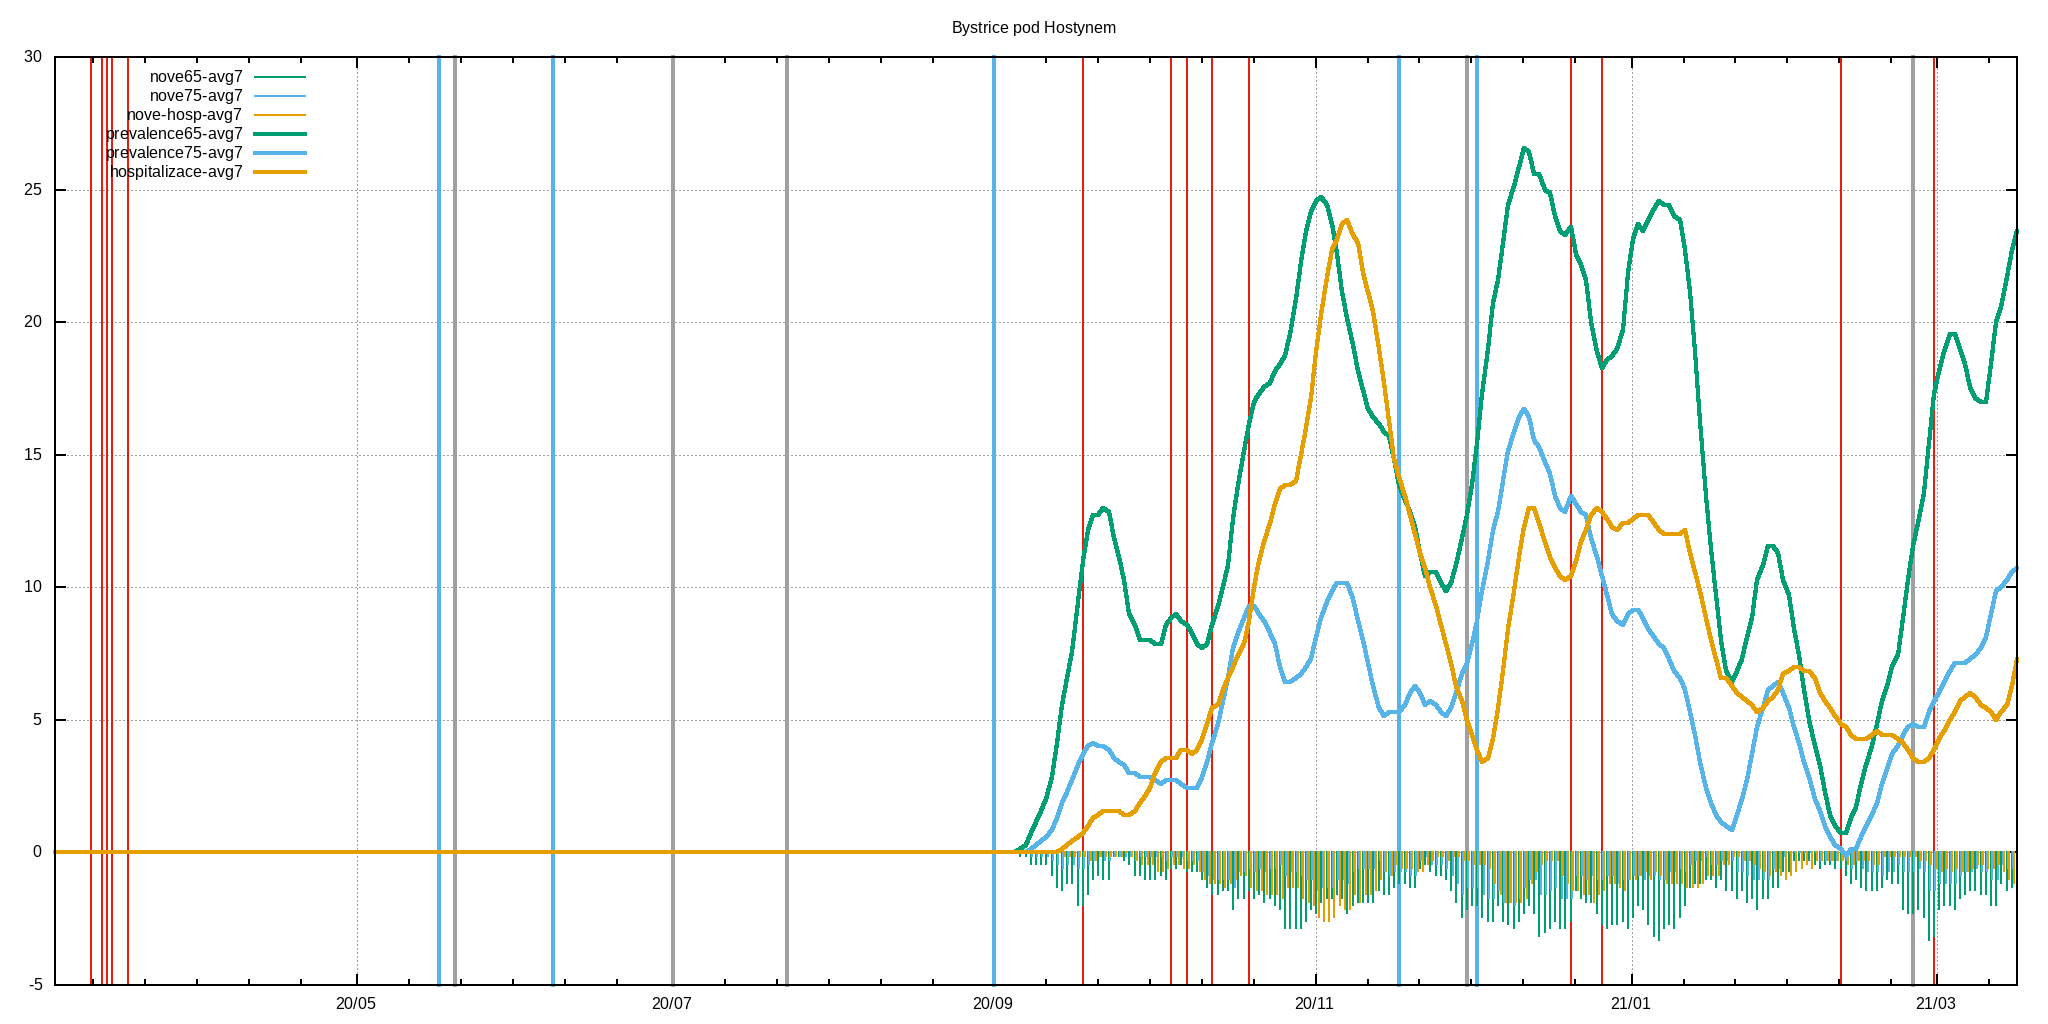 Bystrice pod Hostynem
30
25
20
15
10
5
0
-5
nove65-avg7
nove75-avg7
nove-hosp-avg7
prevalence65-avg7
prevalence75-avg7
hospitalizace-avg7
20/05 20/07 20/09 20/11 21/01 21/03